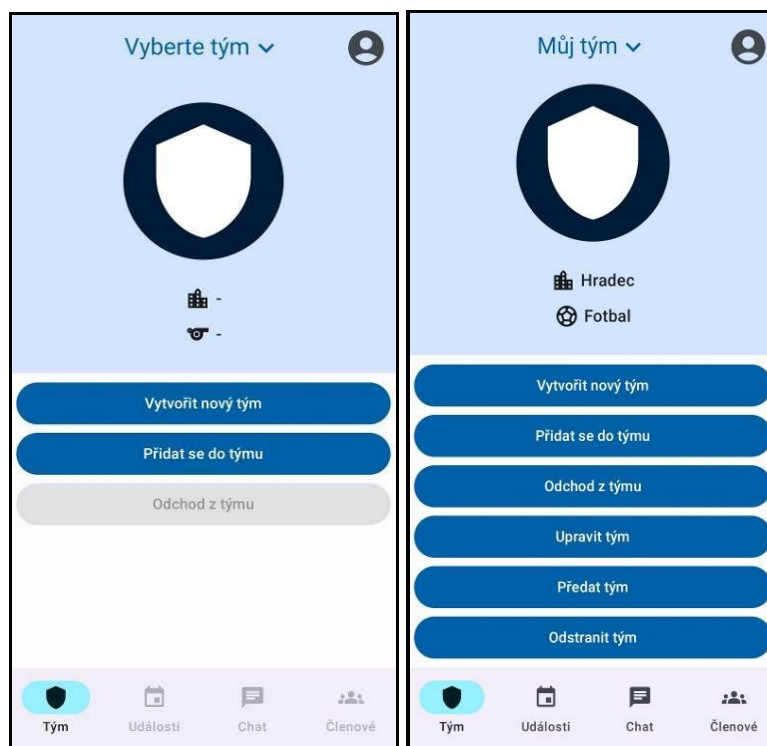 Vyberte tým
-
-
Vytvořit nový tým
Přidat se do týmu
Odchod z týmu
Tým
Události
Chat
Členové
Můj tým
Hradec
Fotbal
Vytvořit nový tým
Přidat se do týmu
Odchod z týmu
Upravit tým
Předat tým
Odstranit tým
Tým
Události
Chat
Členové